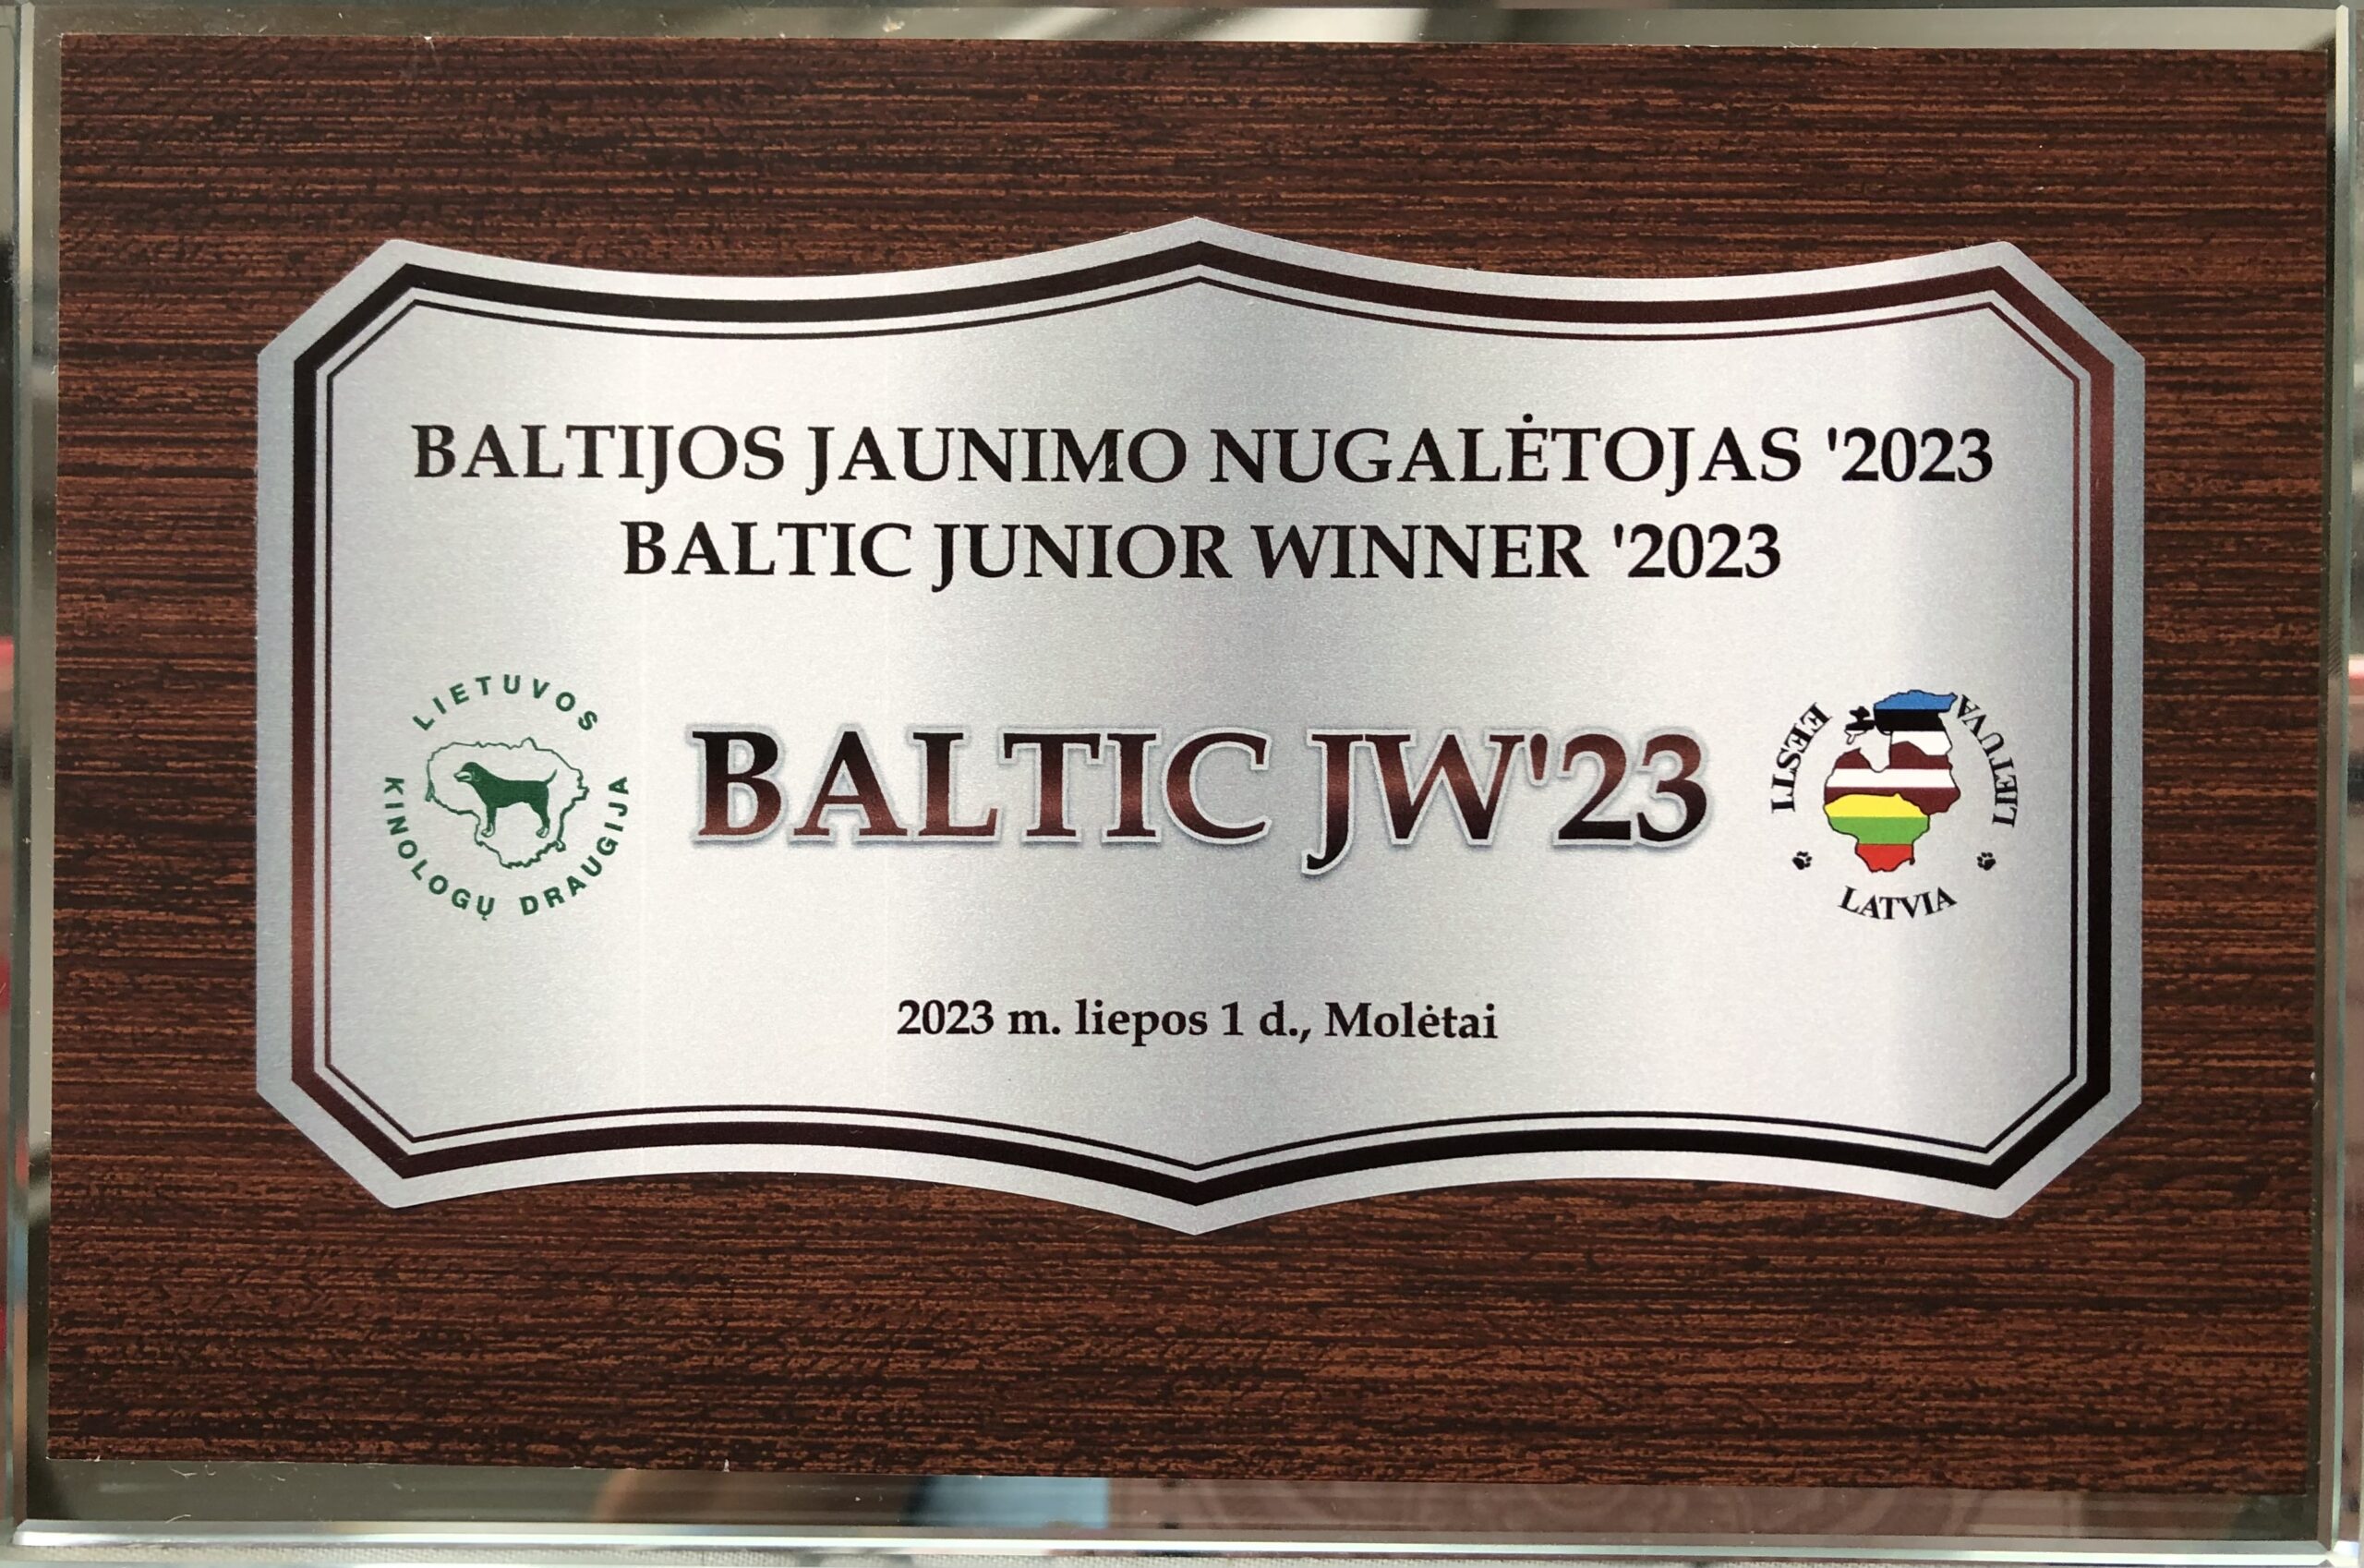 BALTIJOS JAUNIMO NUGALĖTOJAS '2023
BALTIC JUNIOR WINNER '2023
LIETUVOS
KINOLOGŲ DRAUGIJA
BALTIC JW'23
EESTI
LIETUVA
LATVIA
2023 m. liepos 1 d., Molėtai